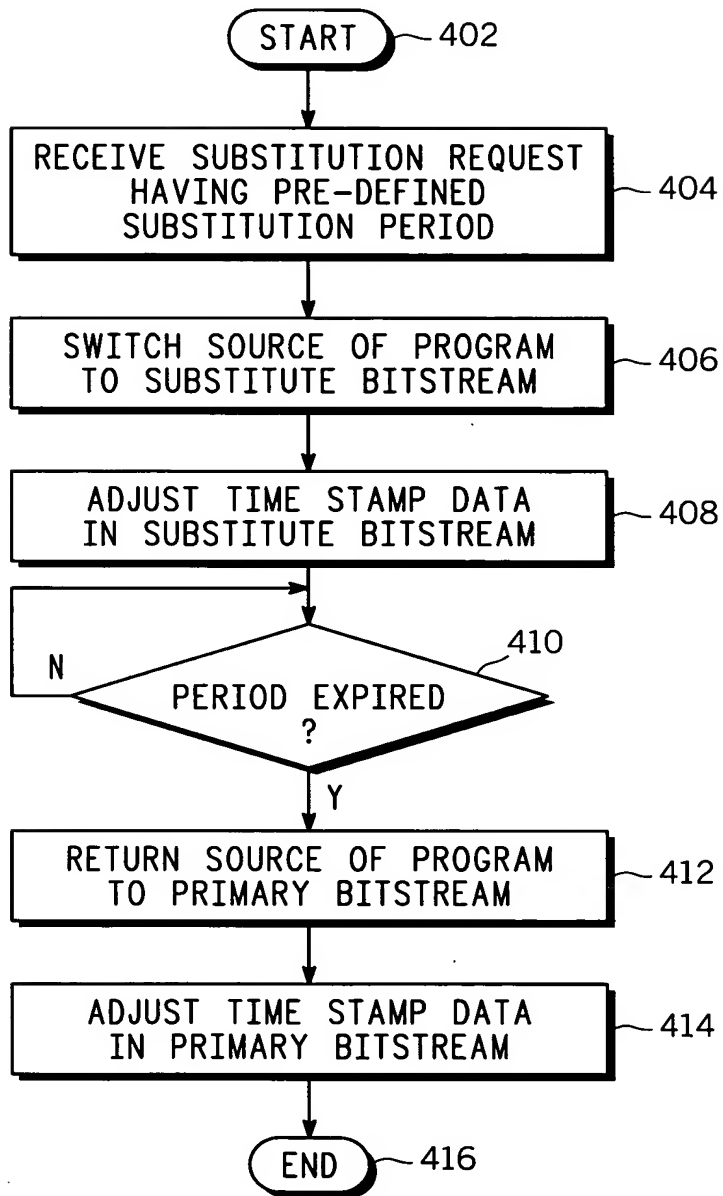 START
402
RECEIVE SUBSTITUTION REQUEST
HAVING PRE-DEFINED
SUBSTITUTION PERIOD
404
SWITCH SOURCE OF PROGRAM
TO SUBSTITUTE BITSTREAM
406
ADJUST TIME STAMP DATA
IN SUBSTITUTE BITSTREAM
408
410
N
PERIOD EXPIRED
?
Y
RETURN SOURCE OF PROGRAM
TO PRIMARY BITSTREAM
412
ADJUST TIME STAMP DATA
IN PRIMARY BITSTREAM
414
END
416